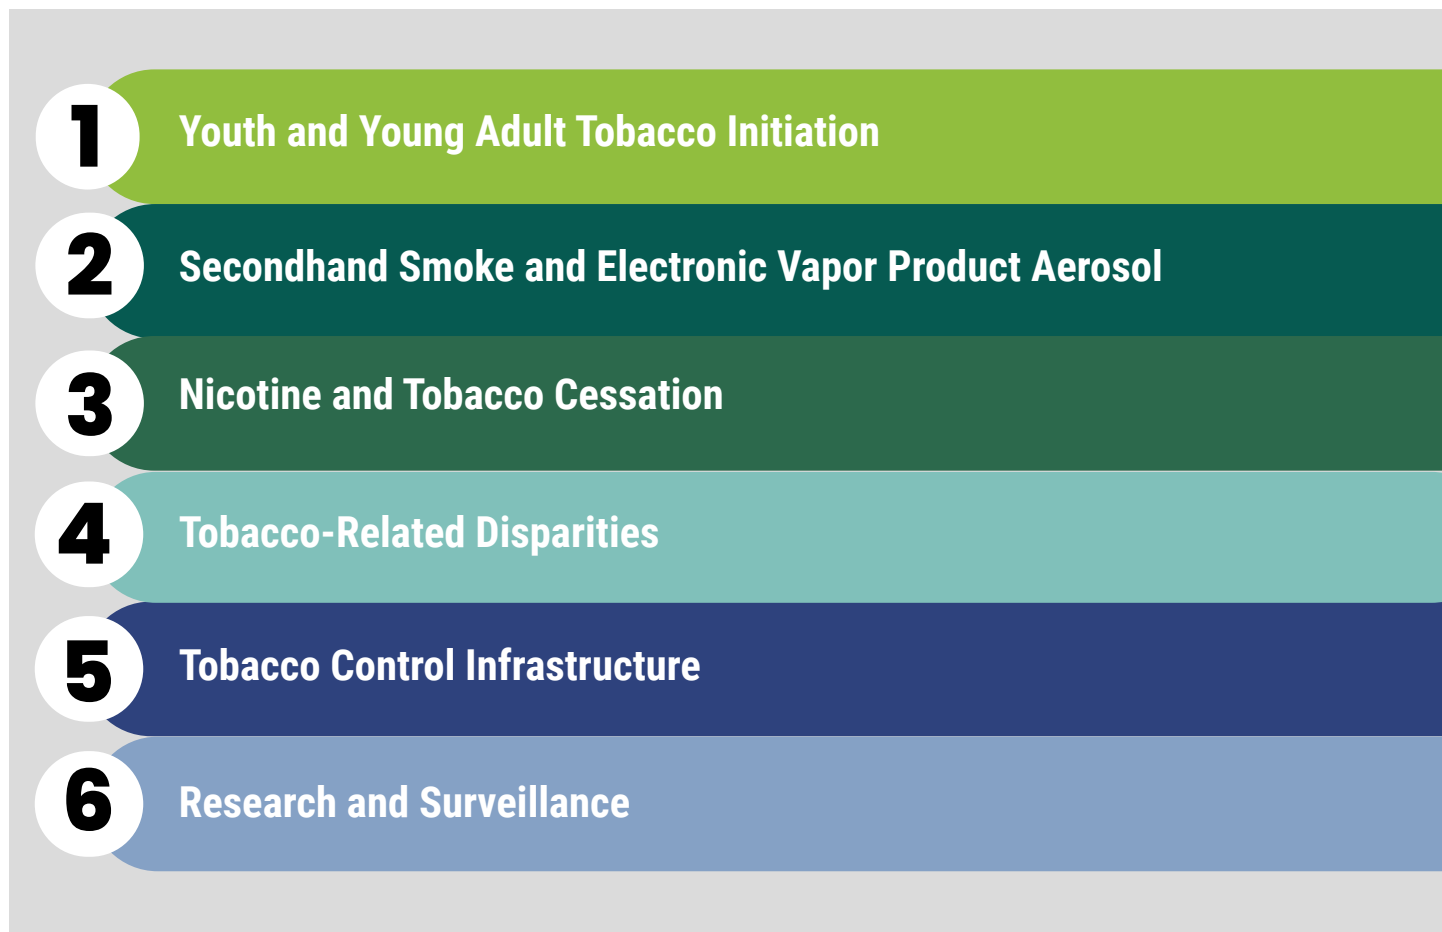 1
Youth and Young Adult Tobacco Initiation
2
Secondhand Smoke and Electronic Vapor Product Aerosol
3
Nicotine and Tobacco Cessation
4
Tobacco-Related Disparities
5
Tobacco Control Infrastructure
6
Research and Surveillance